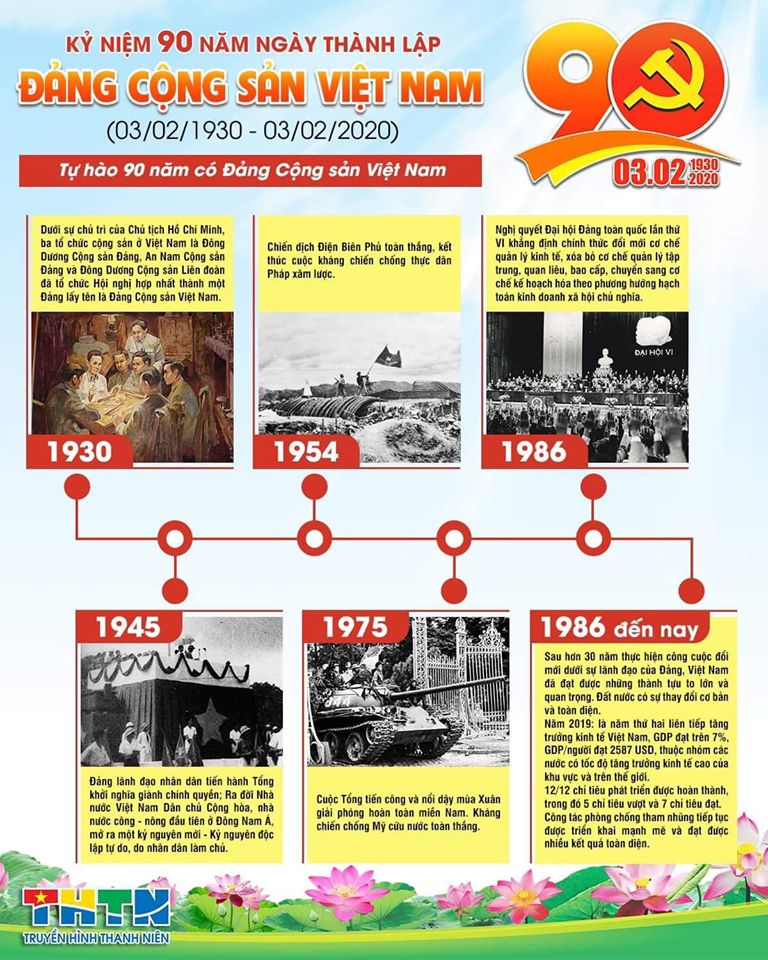 KỶ NIỆM 90 NĂM NGÀY THÀNH LẬP
ĐẢNG CỘNG SẢN VIỆT NAM
(03/02/1930 - 03/02/2020)
Tự hào 90 năm có Đảng Cộng sản Việt Nam
90
03.02 1930
2020
Dưới sự chủ trì của Chủ tịch Hồ Chí Minh,
ba tổ chức cộng sản ở Việt Nam là Đông
Dương Cộng sản Đảng, An Nam Cộng sản
Đảng và Đông Dương Cộng sản Liên đoàn
đã tổ chức Hội nghị hợp nhất thành một
Đảng lấy tên là Đảng Cộng sản Việt Nam.
1930
Chiến dịch Điện Biên Phủ toàn thắng, kết
thúc cuộc kháng chiến chống thực dân
Pháp xâm lược.
1954
Nghị quyết Đại hội Đảng toàn quốc lần thứ
VI khẳng định chính thức đổi mới cơ chế
quản lý kinh tế, xóa bỏ cơ chế quản lý tập
trung, quan liêu, bao cấp, chuyển sang cơ
chế kế hoạch hóa theo phương hướng hạch
toán kinh doanh xã hội chủ nghĩa.
ĐẠI HỘI VI
1986
1945
Đảng lãnh đạo nhân dân tiến hành Tổng
khởi nghĩa giành chính quyền; Ra đời Nhà
nước Việt Nam Dân chủ Cộng hòa, nhà
nước công - nông đầu tiên ở Đông Nam Á,
mở ra một kỷ nguyên mới - Kỷ nguyên độc
lập tự do, do nhân dân làm chủ.
1975
Cuộc Tổng tiến công và nổi dậy mùa Xuân
giải phóng hoàn toàn miền Nam. Kháng
chiến chống Mỹ cứu nước toàn thắng.
1986 đến nay
Sau hơn 30 năm thực hiện công cuộc đổi
mới dưới sự lãnh đạo của Đảng, Việt Nam
đã đạt được những thành tựu to lớn và
quan trọng. Đất nước có sự thay đổi cơ bản
và toàn diện.
Năm 2019: là năm thứ hai liên tiếp tăng
trưởng kinh tế Việt Nam, GDP đạt trên 7%,
GDP/người đạt 2587 USD, thuộc nhóm các
nước có tốc độ tăng trưởng kinh tế cao của
khu vực và trên thế giới.
12/12 chỉ tiêu phát triển được hoàn thành,
trong đó 5 chỉ tiêu vượt và 7 chỉ tiêu đạt.
Công tác phòng chống tham nhũng tiếp tục
được triển khai mạnh mẽ và đạt được
nhiều kết quả toàn diện.
THTN
TRUYỀN HÌNH THANH NIÊN